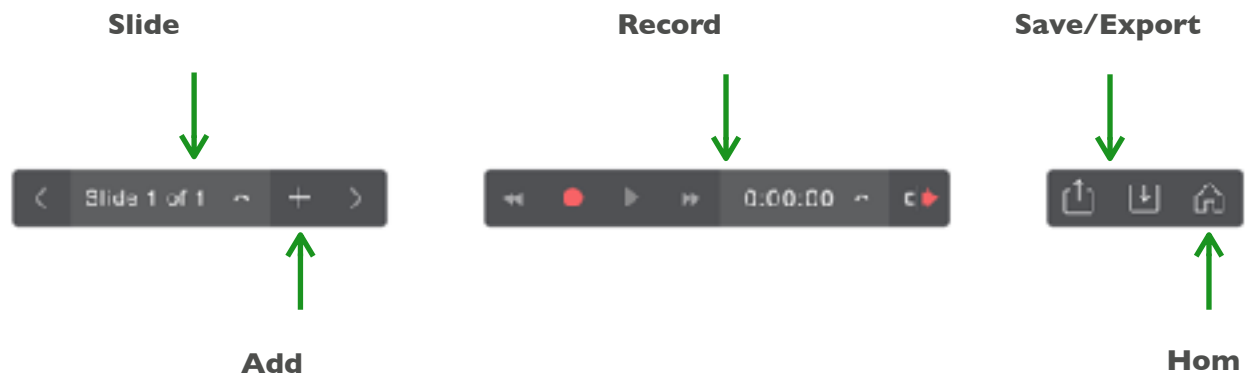 Slide
Record
Save/Export
Slide 1 of 1
0:00:00
Add
Hom